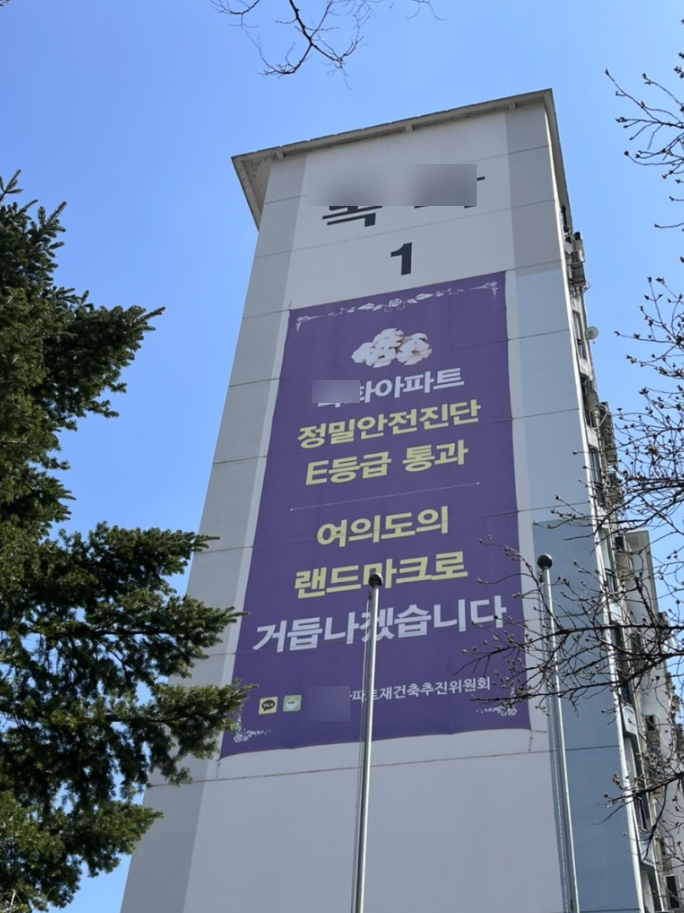 1
화아파트
정밀안전진단
E등급 통과
여의도의
랜드마크로
거듭나겠습니다
파트재건축추진위원회